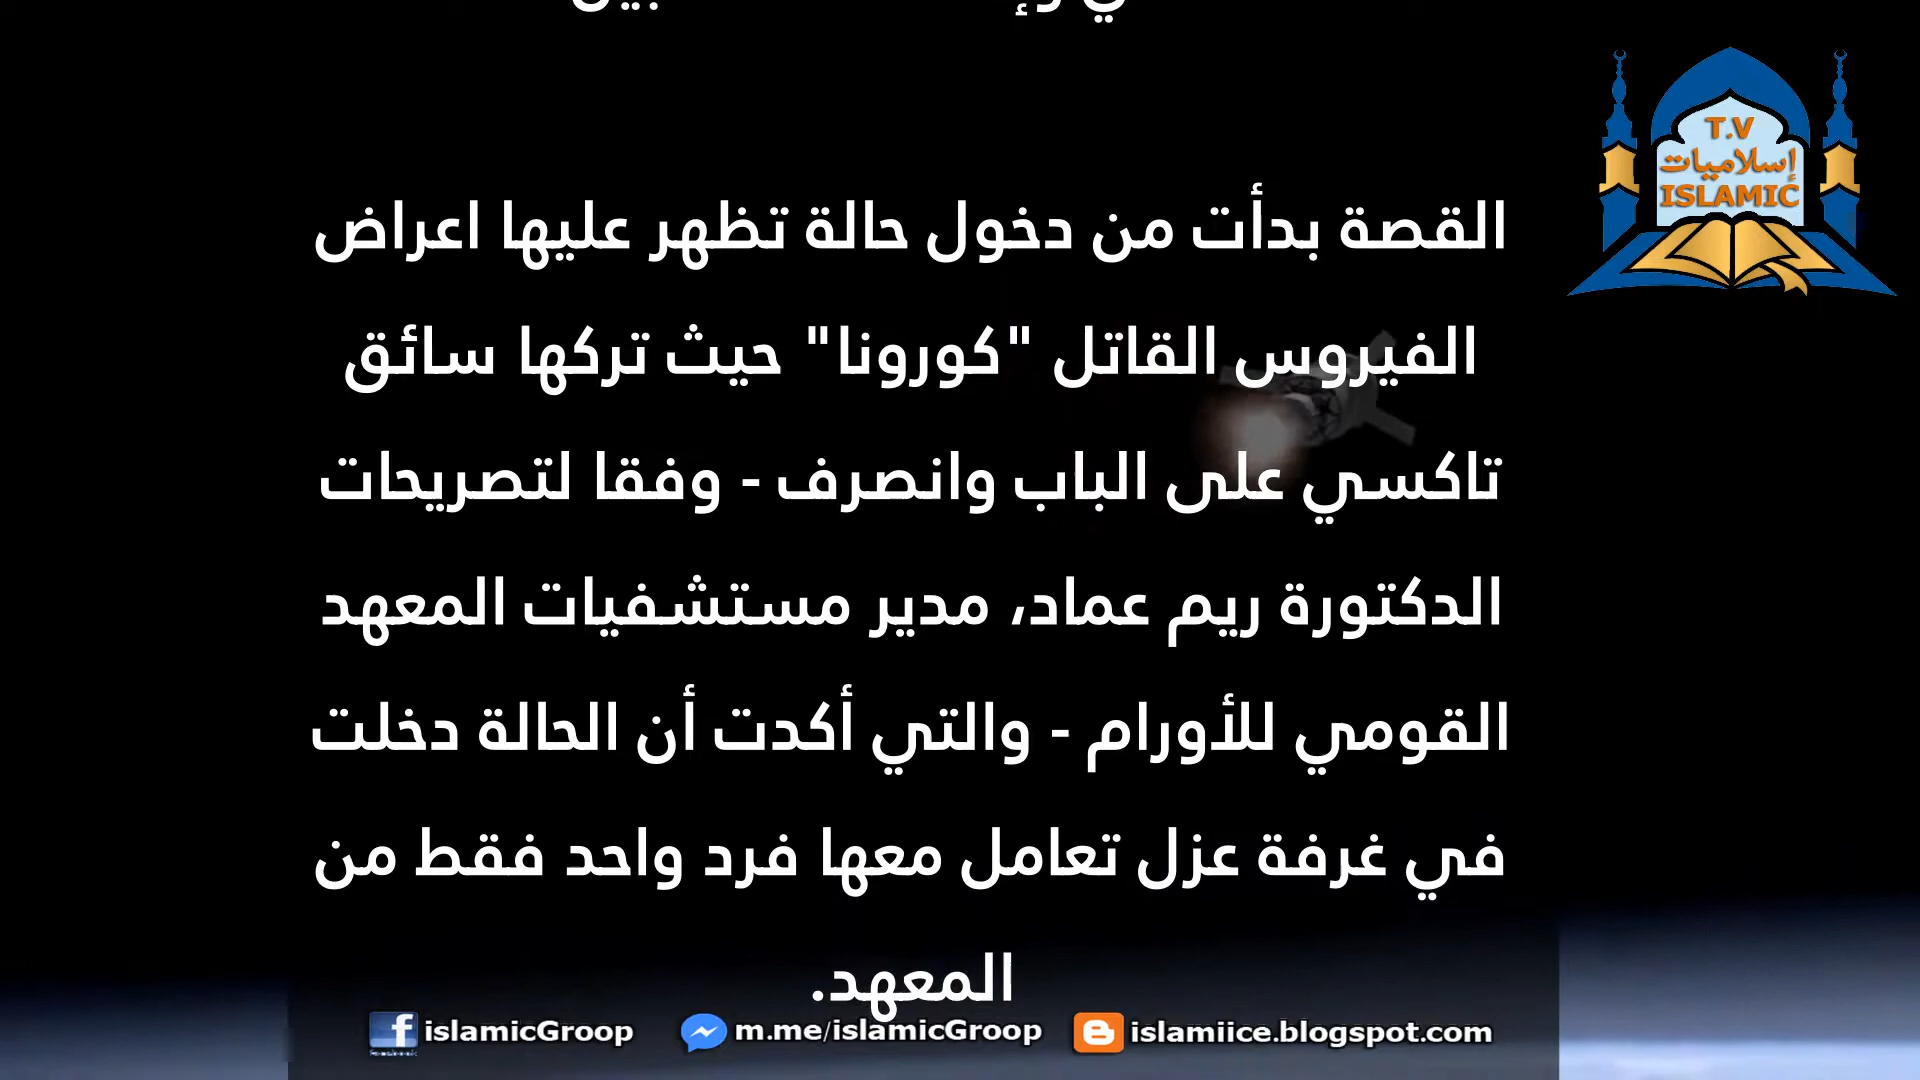 T.V
إسلاميات
ISLAMIC
القصة بدأت من دخول حالة تظهر عليها اعراض
الفيروس القاتل "كورونا" حيث تركها سائق
تاكسي على الباب وانصرف - وفقا لتصريحات
الدكتورة ريم عماد، مدير مستشفيات المعهد
القومي للأورام - والتي أكدت أن الحالة دخلت
في غرفة عزل تعامل معها فرد واحد فقط من
المعهد.
islamicGroop m.me/islamicGroop islamiice.blogspot.com